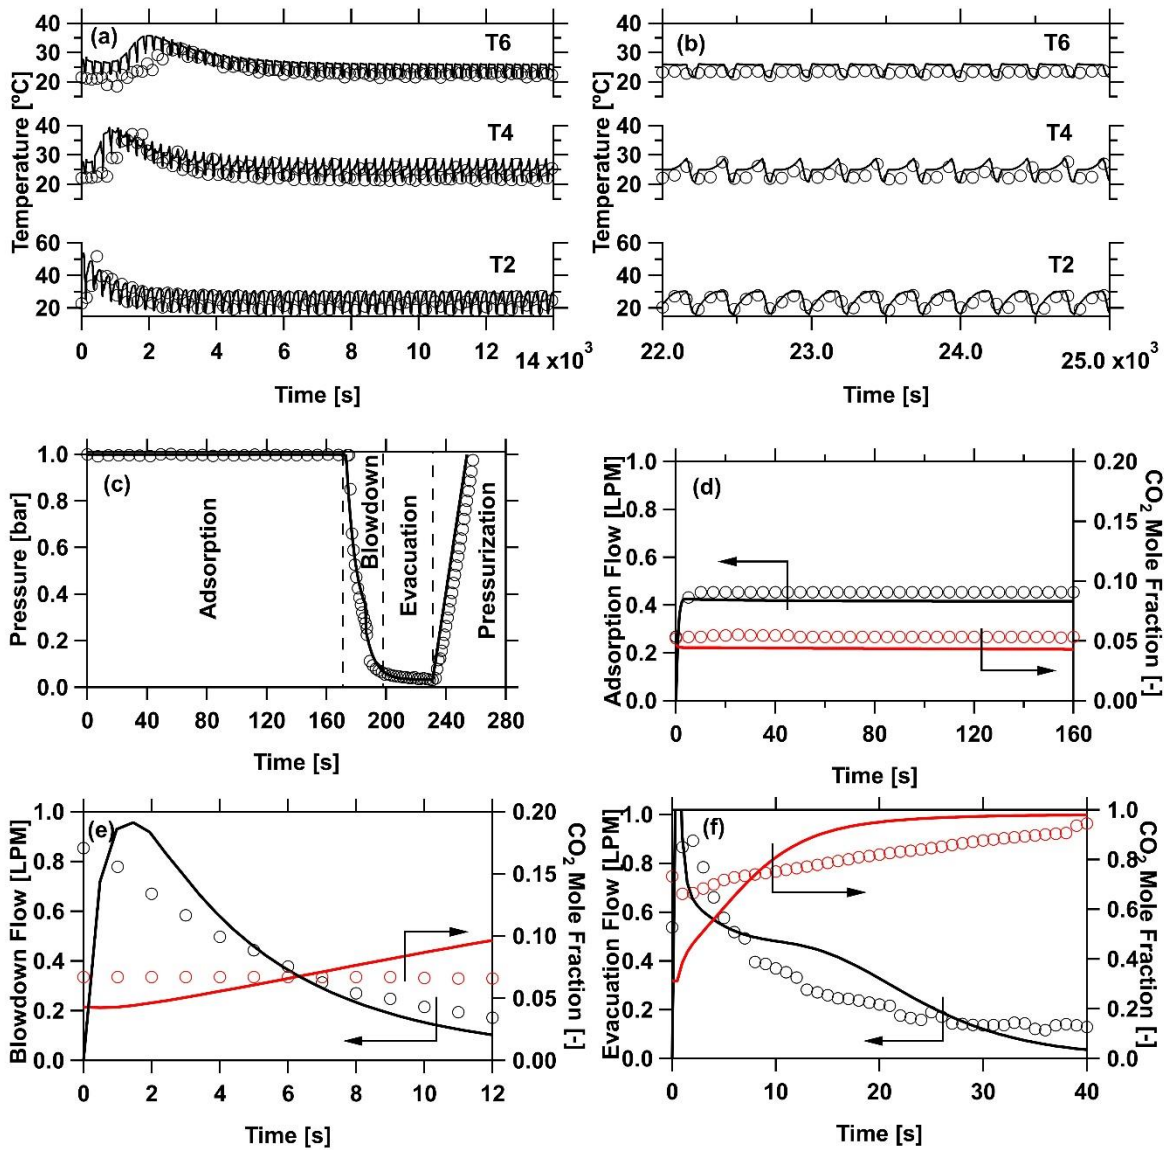 (a)
T6
T4
T2
Temperature [ºC]
40
30
20
40
30
20
60
40
20
0 2 4 6 8 10 12 14 x10³
Time [s]
(b)
T6
T4
T2
Temperature [ºC]
40
30
20
40
30
20
60
40
20
22.0 23.0 24.0 25.0 x10³
Time [s]
(c)
Pressure [bar]
1.0
0.8
0.6
0.4
0.2
0.0
Adsorption
Blowdown
Evacuation
Pressurization
0 40 80 120 160 200 240 280
Time [s]
(d)
Adsorption Flow [LPM]
1.0
0.8
0.6
0.4
0.2
0.0
0.20
0.15
0.10
0.05
0.00
CO₂ Mole Fraction [-]
0 40 80 120 160
Time [s]
(e)
Blowdown Flow [LPM]
1.0
0.8
0.6
0.4
0.2
0.0
0.20
0.15
0.10
0.05
0.00
CO₂ Mole Fraction [-]
0 2 4 6 8 10 12
Time [s]
(f)
Evacuation Flow [LPM]
1.0
0.8
0.6
0.4
0.2
0.0
1.0
0.8
0.6
0.4
0.2
0.0
CO₂ Mole Fraction [-]
0 10 20 30 40
Time [s]